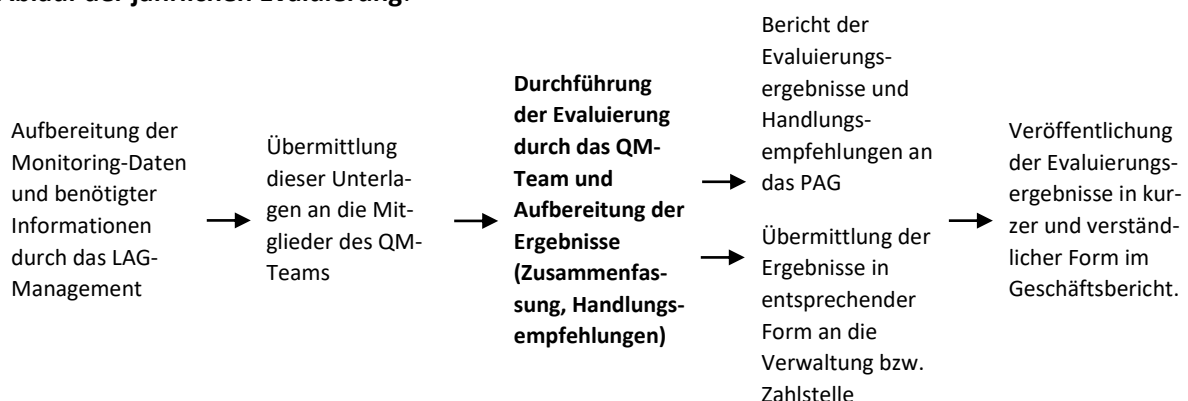 Ablauf der jährlichen Evaluierung:
Aufbereitung der
Monitoring-Daten
und benötigter
Informationen
durch das LAG-
Management
Übermittlung
dieser Unterla-
gen an die Mit-
glieder des QM-
Teams
Durchführung
der Evaluierung
durch das QM-
Team und
Aufbereitung der
Ergebnisse
(Zusammenfas-
sung, Handlungs-
empfehlungen)
Bericht der
Evaluierungs-
ergebnisse und
Handlungs-
empfehlungen an
das PAG
Übermittlung der
Ergebnisse in
entsprechender
Form an die
Verwaltung bzw.
Zahlstelle
Veröffentlichung
der Evaluierungs-
ergebnisse in kur-
zer und verständ-
licher Form im
Geschäftsbericht.